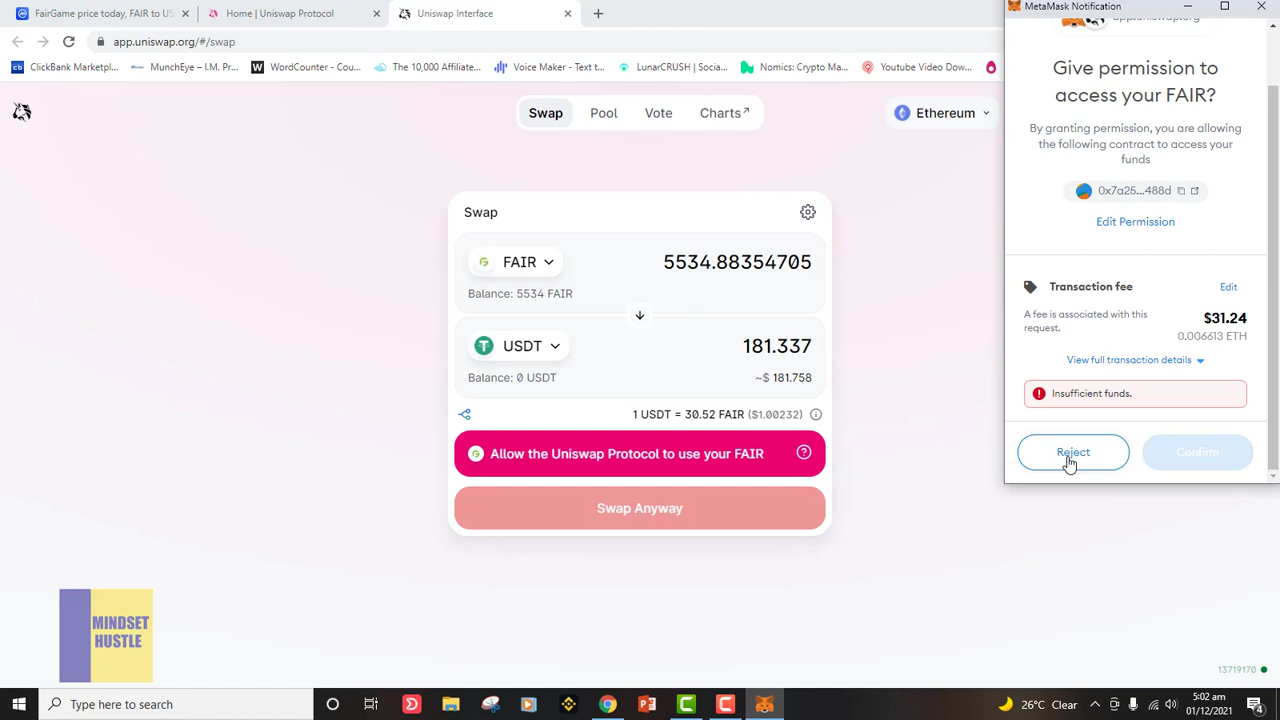 FairGame price today, FAIR to US
Home | Uniswap Protocol
Uniswap Interface
app.uniswap.org/#/swap
ClickBank Marketpl...
MunchEye – I.M. Pr...
WordCounter - Cou...
The 10,000 Affiliate...
Voice Maker - Text t...
LunarCRUSH | Socia...
Nomics: Crypto Ma...
Youtube Video Dow...
Swap
Pool
Vote
Charts↗
Ethereum
Swap
FAIR
5534.88354705
Balance: 5534 FAIR
USDT
181.337
Balance: 0 USDT
~$ 181.758
1 USDT = 30.52 FAIR ($1.00232)
Allow the Uniswap Protocol to use your FAIR
Swap Anyway
MINDSET
HUSTLE
MetaMask Notification
app.uniswap.org
Give permission to
access your FAIR?
By granting permission, you are allowing
the following contract to access your
funds
0x7a25...488d
Edit Permission
Transaction fee
Edit
A fee is associated with this
request.
$31.24
0.006613 ETH
View full transaction details
Insufficient funds.
Reject
Confirm
13719170
Type here to search
26°C Clear
5:02 am
01/12/2021
4